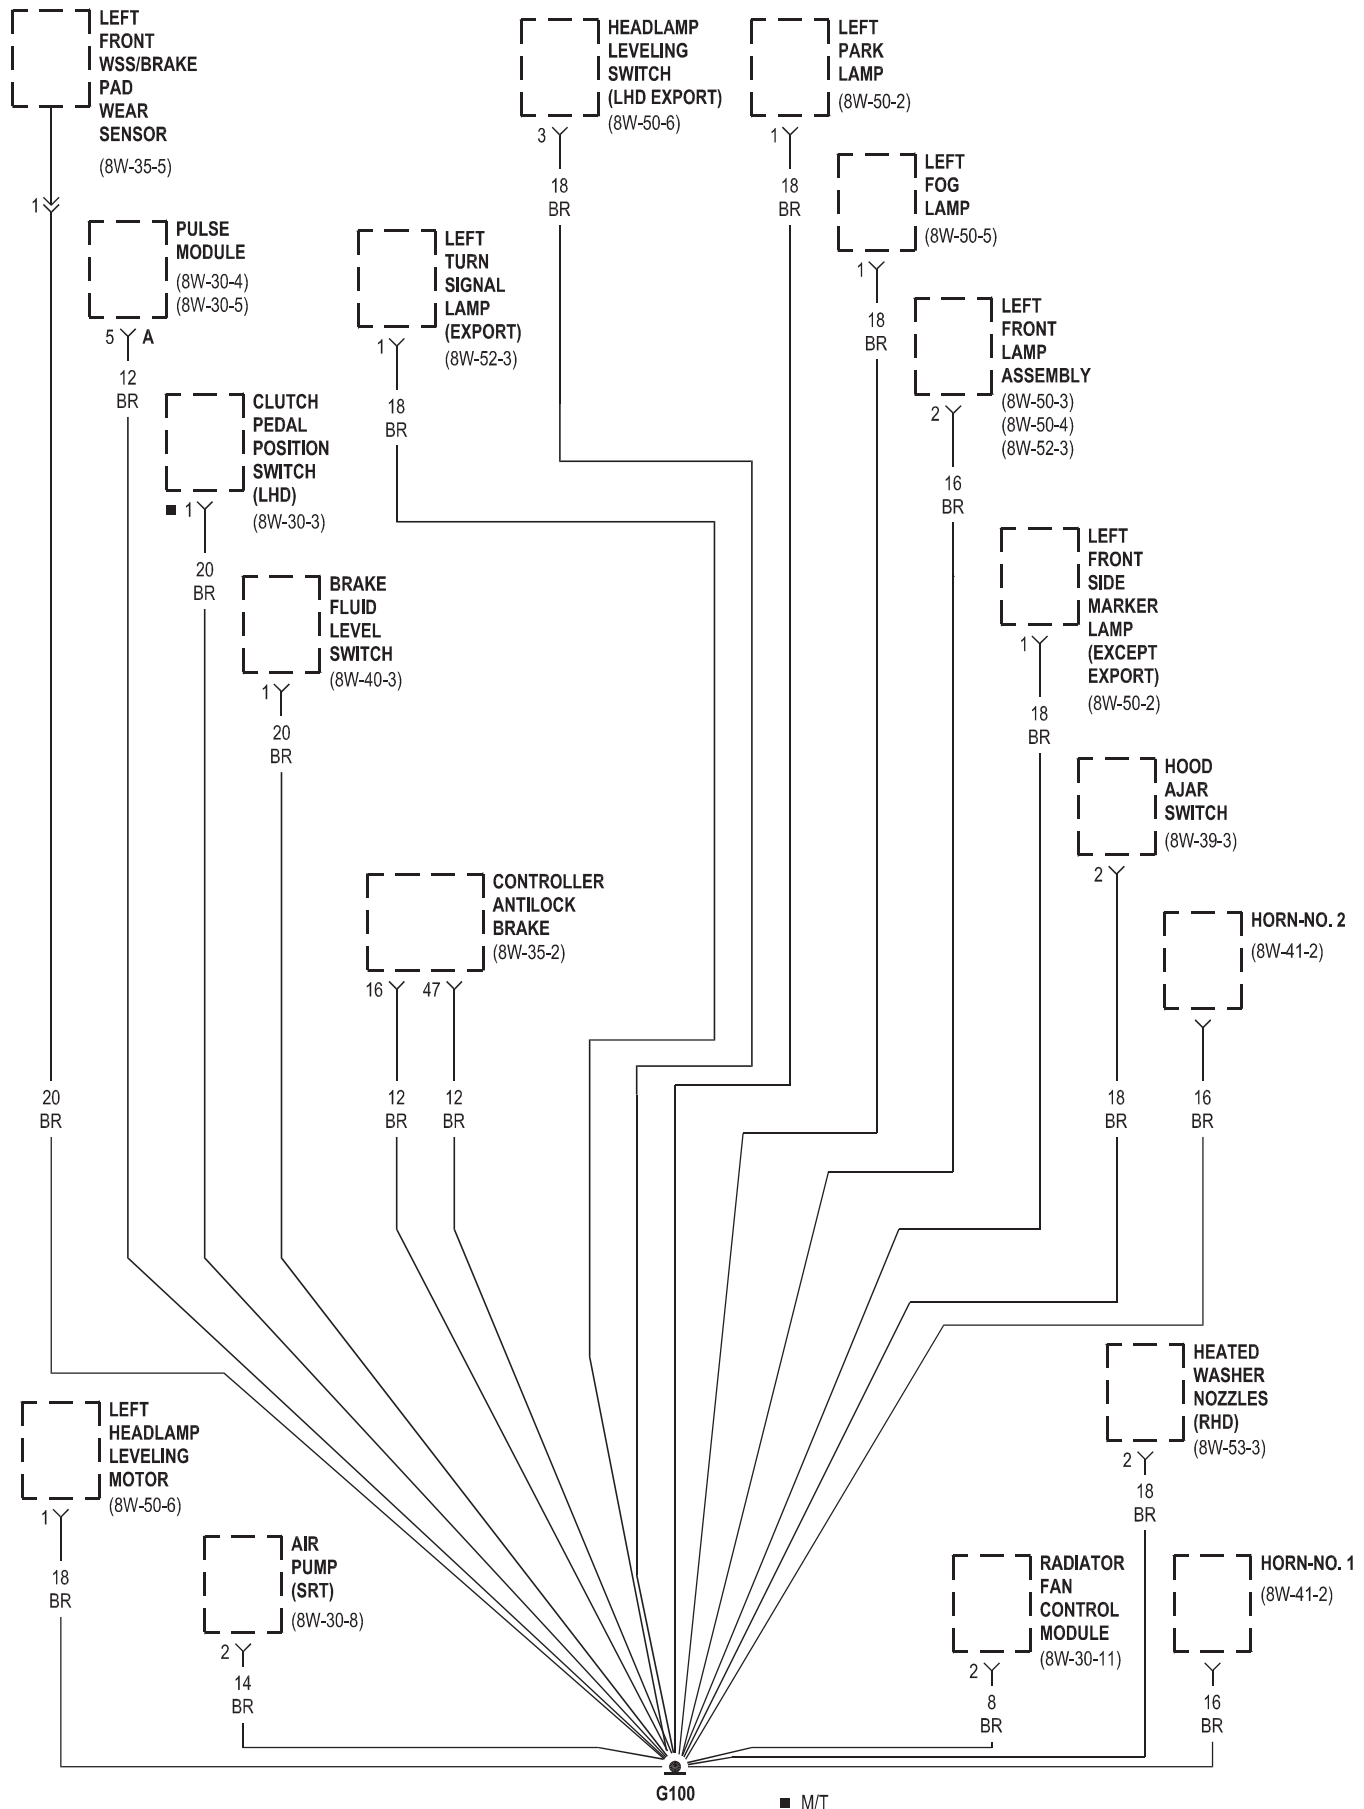 LEFT
FRONT
WSS/BRAKE
PAD
WEAR
SENSOR
(8W-35-5)
1
20
BR
PULSE
MODULE
(8W-30-4)
(8W-30-5)
5 A
12
BR
CLUTCH
PEDAL
POSITION
SWITCH
(LHD)
(8W-30-3)
■ 1
20
BR
BRAKE
FLUID
LEVEL
SWITCH
(8W-40-3)
1
20
BR
LEFT
TURN
SIGNAL
LAMP
(EXPORT)
(8W-52-3)
1
18
BR
HEADLAMP
LEVELING
SWITCH
(LHD EXPORT)
(8W-50-6)
3
18
BR
LEFT
PARK
LAMP
(8W-50-2)
1
18
BR
LEFT
FOG
LAMP
(8W-50-5)
1
18
BR
LEFT
FRONT
LAMP
ASSEMBLY
(8W-50-3)
(8W-50-4)
(8W-52-3)
2
16
BR
LEFT
FRONT
SIDE
MARKER
LAMP
(EXCEPT
EXPORT)
(8W-50-2)
1
18
BR
HOOD
AJAR
SWITCH
(8W-39-3)
2
18
BR
CONTROLLER
ANTILOCK
BRAKE
(8W-35-2)
16 47
12 12
BR BR
HORN-NO. 2
(8W-41-2)
16
BR
HEATED
WASHER
NOZZLES
(RHD)
(8W-53-3)
2
18
BR
LEFT
HEADLAMP
LEVELING
MOTOR
(8W-50-6)
1
18
BR
AIR
PUMP
(SRT)
(8W-30-8)
2
14
BR
RADIATOR
FAN
CONTROL
MODULE
(8W-30-11)
2
8
BR
HORN-NO. 1
(8W-41-2)
16
BR
G100
■ M/T